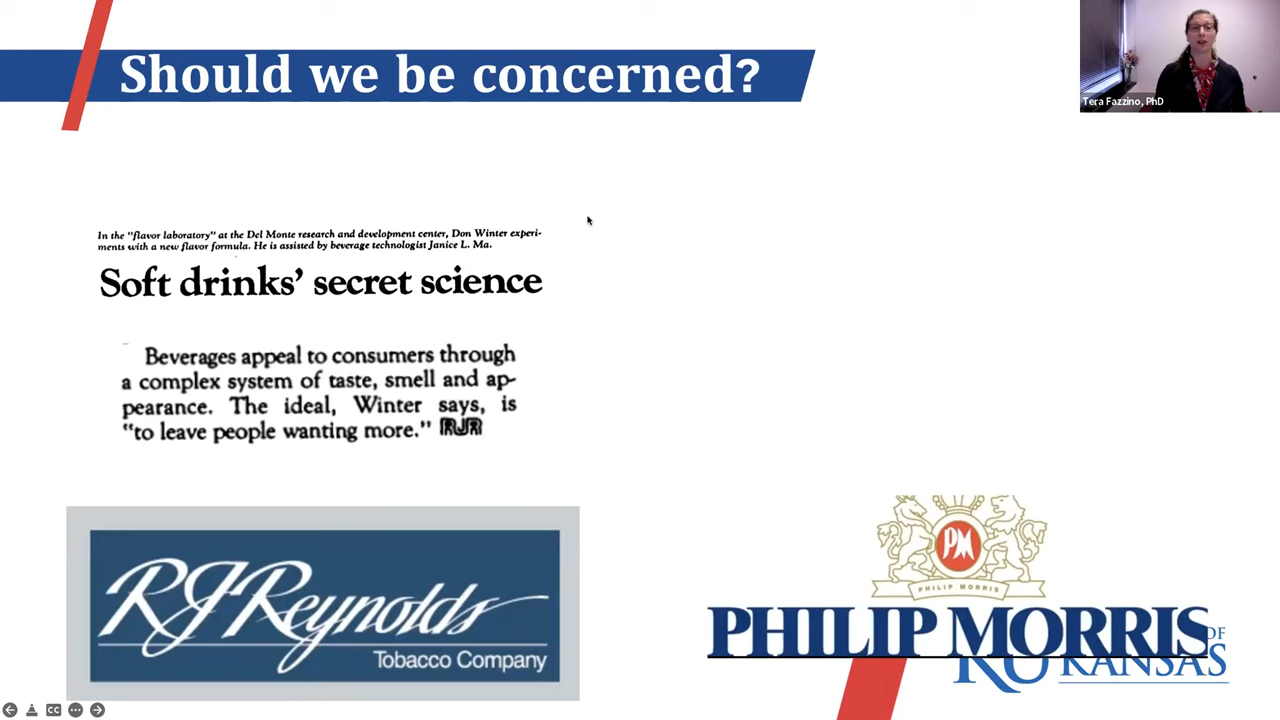 Should we be concerned?
Tera Fazzino, PhD
In the "flavor laboratory" at the Del Monte research and development center, Don Winter experi-
ments with a new flavor formula. He is assisted by beverage technologist Janice L. Ma.
Soft drinks' secret science
Beverages appeal to consumers through
a complex system of taste, smell and ap-
pearance. The ideal, Winter says, is
"to leave people wanting more." RJR
RJReynolds
Tobacco Company
PM
PHILIP MORRIS
PHILIP MORRIS
KU OF
KANSAS
CC